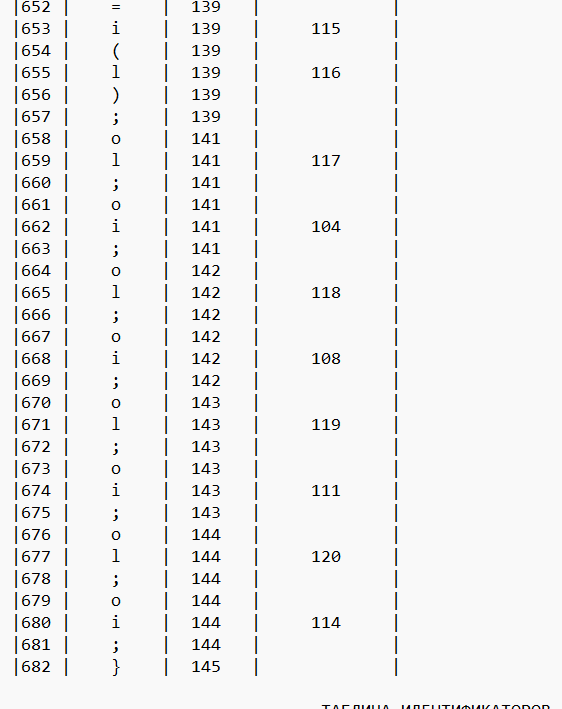 |652 | = | 139 | |
|653 | i | 139 | 115 |
|654 | ( | 139 | |
|655 | l | 139 | 116 |
|656 | ) | 139 | |
|657 | ; | 139 | |
|658 | o | 141 | |
|659 | l | 141 | 117 |
|660 | ; | 141 | |
|661 | o | 141 | |
|662 | i | 141 | 104 |
|663 | ; | 141 | |
|664 | o | 142 | |
|665 | l | 142 | 118 |
|666 | ; | 142 | |
|667 | o | 142 | |
|668 | i | 142 | 108 |
|669 | ; | 142 | |
|670 | o | 143 | |
|671 | l | 143 | 119 |
|672 | ; | 143 | |
|673 | o | 143 | |
|674 | i | 143 | 111 |
|675 | ; | 143 | |
|676 | o | 144 | |
|677 | l | 144 | 120 |
|678 | ; | 144 | |
|679 | o | 144 | |
|680 | i | 144 | 114 |
|681 | ; | 144 | |
|682 | } | 145 | |
ТАБЛИЦА ИДЕНТИФИКАТОРОВ